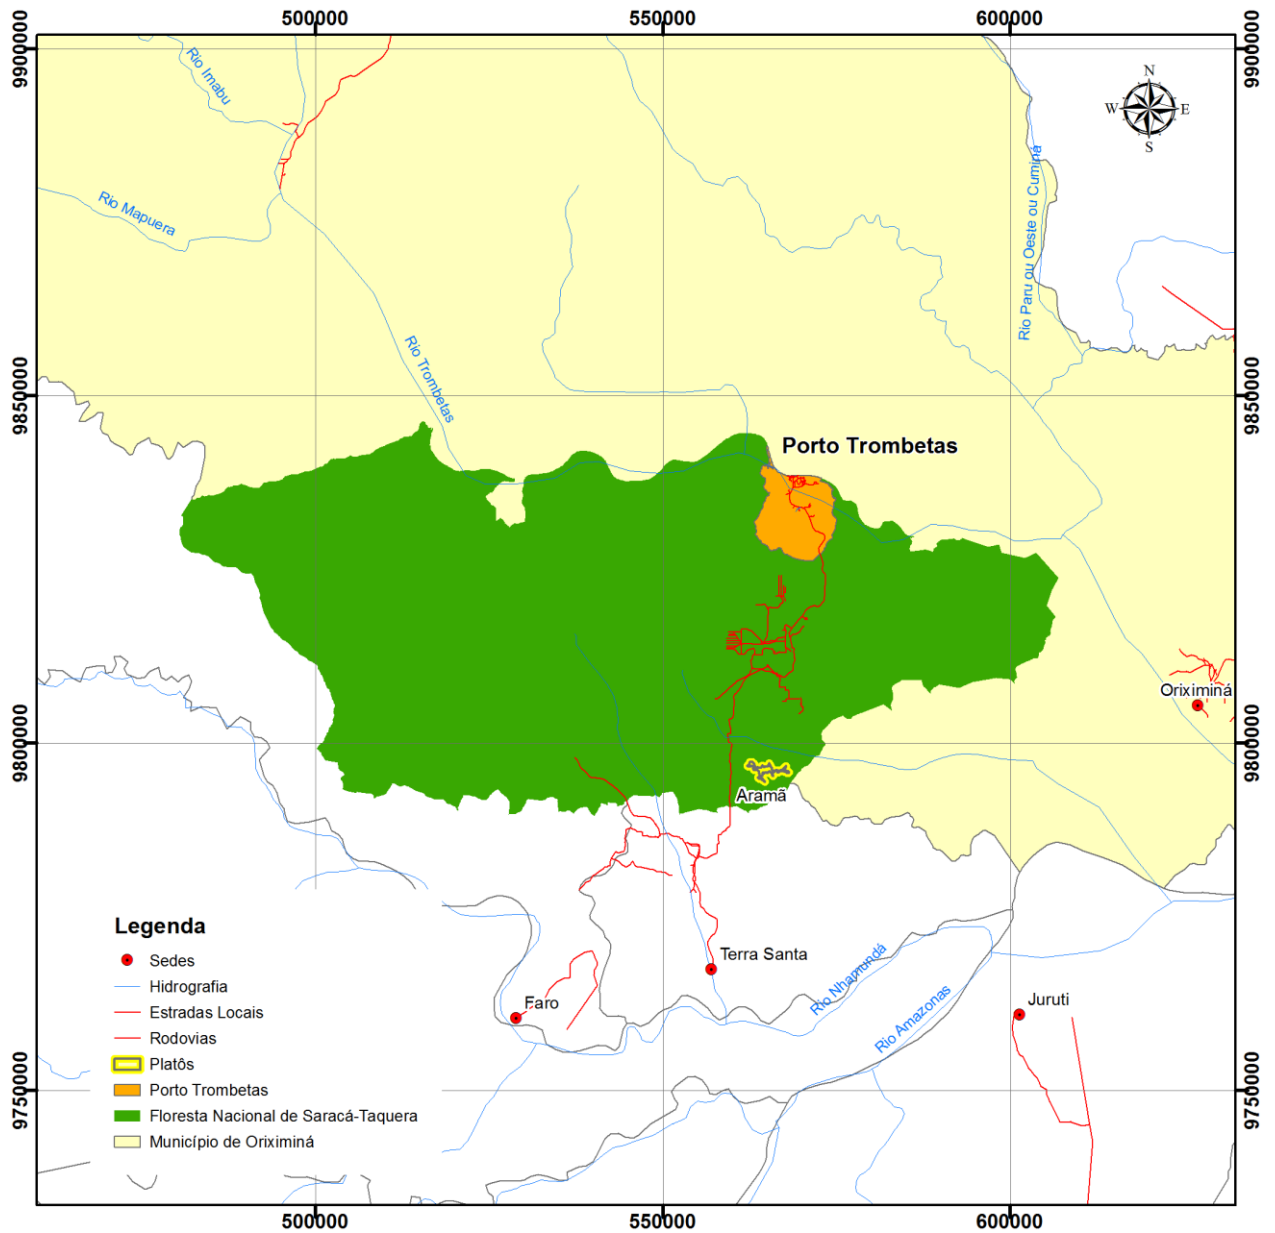 500000
550000
600000
9900000
9900000
N
W
E
S
Rio Imabu
Rio Mapuera
Rio Paru ou Oeste ou Cuminá
Rio Trombetas
9850000
9850000
Porto Trombetas
Oriximiná
9800000
9800000
Aramã
Legenda
Sedes
Hidrografia
Estradas Locais
Rodovias
Platôs
Porto Trombetas
Floresta Nacional de Saracá-Taquera
Município de Oriximiná
Terra Santa
Faro
Rio Nhamundá
Rio Amazonas
Juruti
9750000
9750000
500000
550000
600000